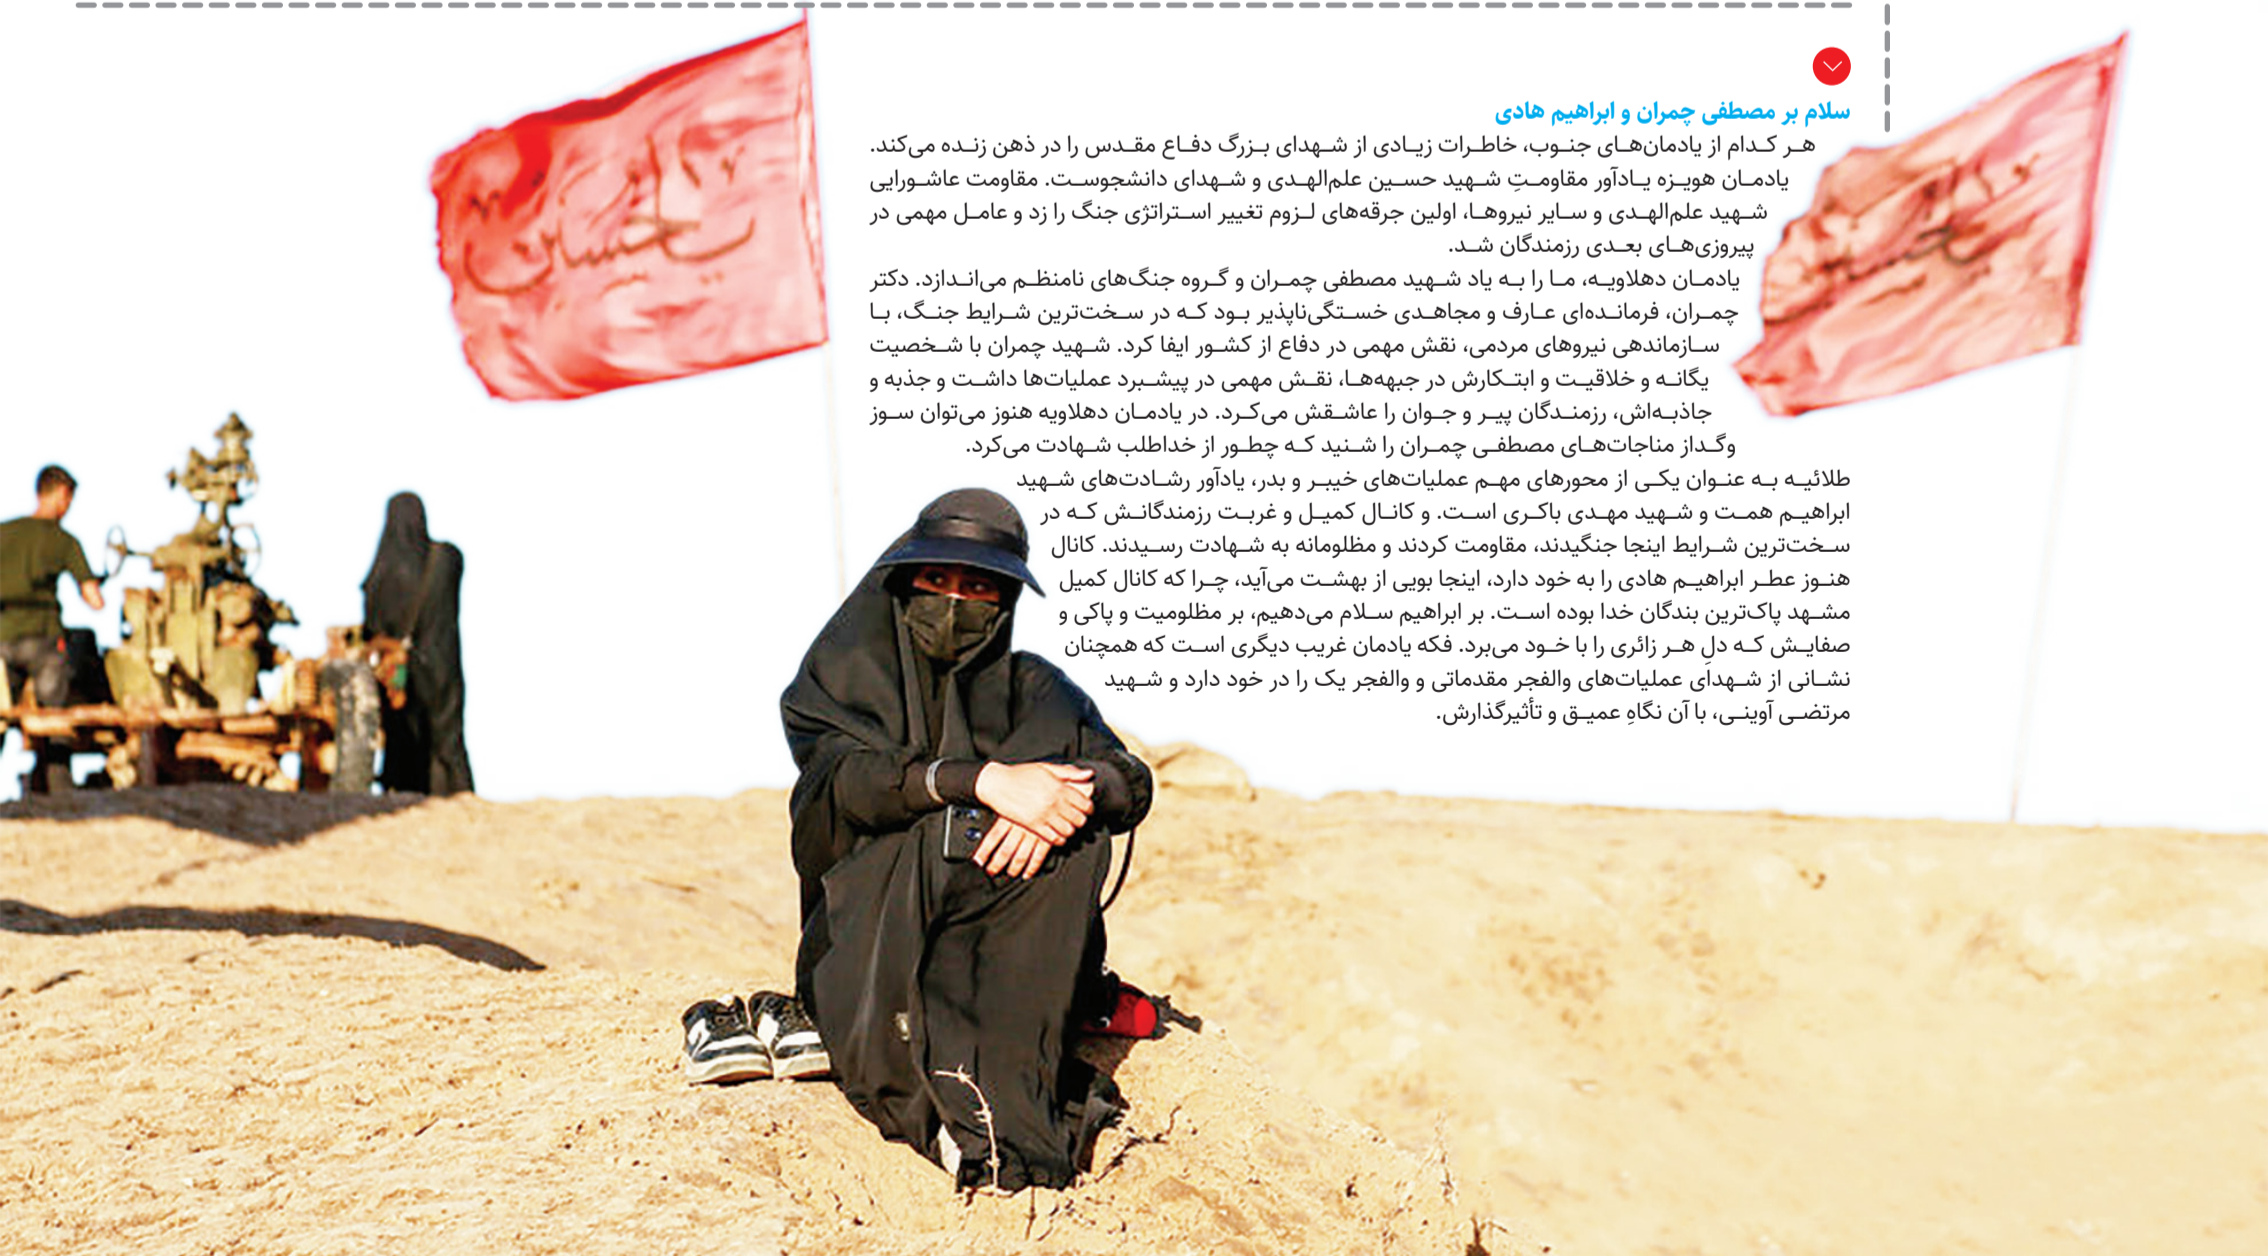 سلام بر مصطفی چمران و ابراهیم هادی
هر کدام از یادمان‌های جنوب، خاطرات زیادی از شهدای بزرگ دفاع مقدس را در ذهن زنده می‌کند.
یادمان هویزه یادآور مقاومتِ شهید حسین علم‌الهدی و شهدای دانشجوست. مقاومت عاشورایی
شهید علم‌الهدی و سایر نیروها، اولین جرقه‌های لزوم تغییر استراتژی جنگ را زد و عامل مهمی در
پیروزی‌های بعدی رزمندگان شد.
یادمان دهلاویه، ما را به یاد شهید مصطفی چمران و گروه جنگ‌های نامنظم می‌اندازد. دکتر
چمران، فرمانده‌ای عارف و مجاهدی خستگی‌ناپذیر بود که در سخت‌ترین شرایط جنگ، با
سازماندهی نیروهای مردمی، نقش مهمی در دفاع از کشور ایفا کرد. شهید چمران با شخصیت
یگانه و خلاقیت و ابتکارش در جبهه‌ها، نقش مهمی در پیشبرد عملیات‌ها داشت و جذبه و
جاذبه‌اش، رزمندگان پیر و جوان را عاشقش می‌کرد. در یادمان دهلاویه هنوز می‌توان سوز
وگداز مناجات‌های مصطفی چمران را شنید که چطور از خداطلب شهادت می‌کرد.
طلائیه به عنوان یکی از محورهای مهم عملیات‌های خیبر و بدر، یادآور رشادت‌های شهید
ابراهیم همت و شهید مهدی باکری است. و کانال کمیل و غربت رزمندگانش که در
سخت‌ترین شرایط اینجا جنگیدند، مقاومت کردند و مظلومانه به شهادت رسیدند. کانال
هنوز عطر ابراهیم هادی را به خود دارد، اینجا بویی از بهشت می‌آید، چرا که کانال کمیل
مشهد پاک‌ترین بندگان خدا بوده است. بر ابراهیم سلام می‌دهیم، بر مظلومیت و پاکی و
صفایش که دلِ هر زائری را با خود می‌برد. فکه یادمان غریب دیگری است که همچنان
نشانی از شهدای عملیات‌های والفجر مقدماتی و والفجر یک را در خود دارد و شهید
مرتضی آوینی، با آن نگاهِ عمیق و تأثیرگذارش.
یا حسین
یا حسین